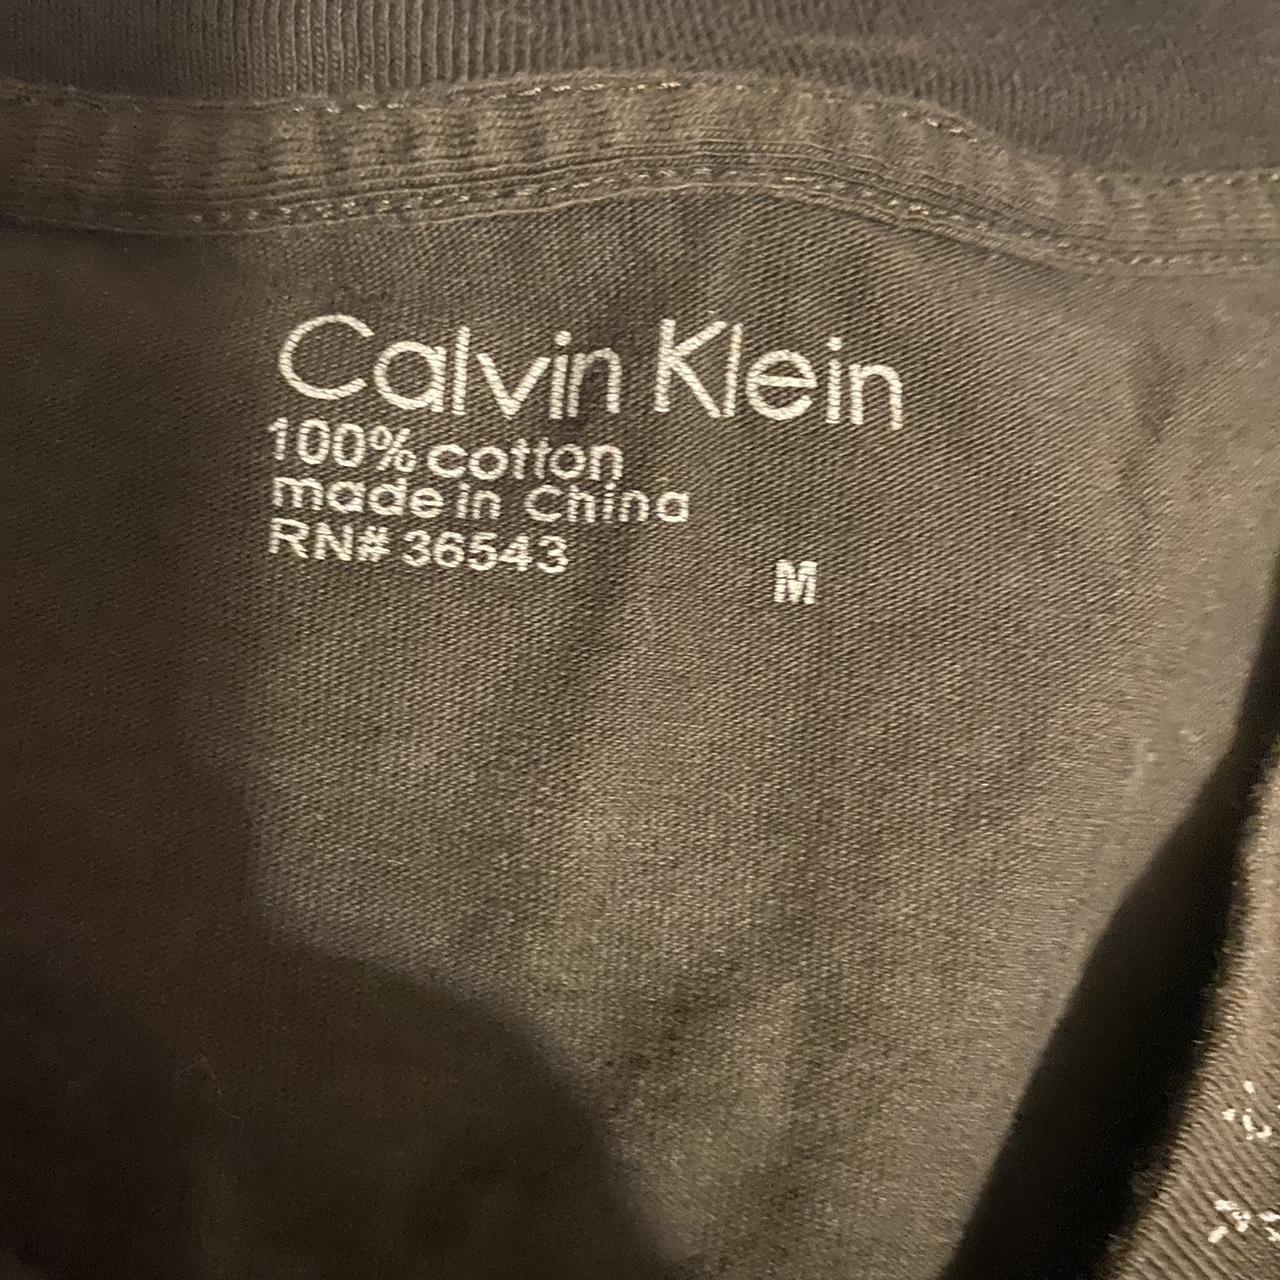 Calvin Klein
100% cotton
made in China
RN# 36543
M